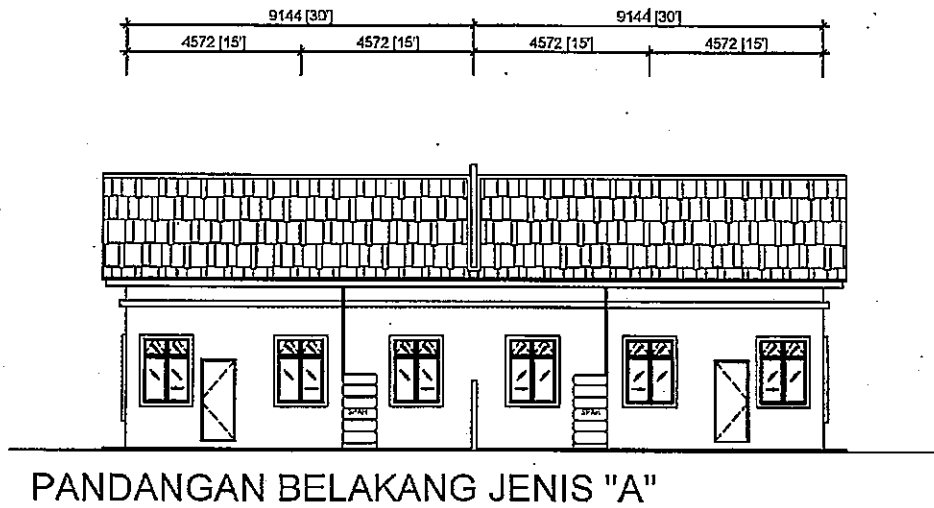 9144 [30'] 9144 [30']
4572 [15'] 4572 [15'] 4572 [15'] 4572 [15']
PANDANGAN BELAKANG JENIS "A"